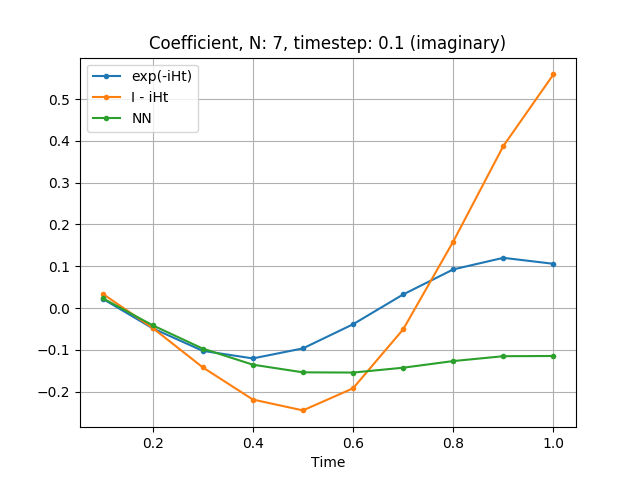 Coefficient, N: 7, timestep: 0.1 (imaginary)
exp(-iHt)
I - iHt
NN
0.5
0.4
0.3
0.2
0.1
0.0
−0.1
−0.2
0.2 0.4 0.6 0.8 1.0
Time